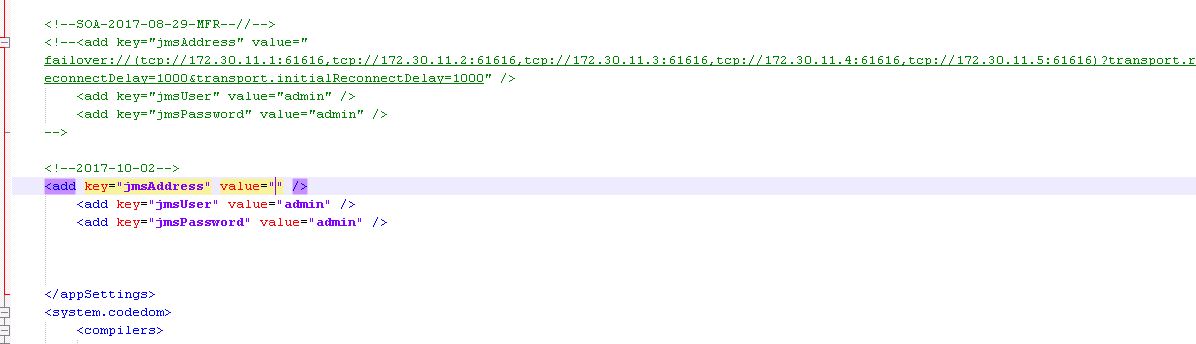 <!--SOA-2017-08-29-MFR--//-->
<!--<add key="jmsAddress" value="
failover://(tcp://172.30.11.1:61616,tcp://172.30.11.2:61616,tcp://172.30.11.3:61616,tcp://172.30.11.4:61616,tcp://172.30.11.5:61616)?transport.r
econnectDelay=1000&transport.initialReconnectDelay=1000" />
<add key="jmsUser" value="admin" />
<add key="jmsPassword" value="admin" />
-->
<!--2017-10-02-->
<add key="jmsAddress" value="" />
<add key="jmsUser" value="admin" />
<add key="jmsPassword" value="admin" />
</appSettings>
<system.codedom>
<compilers>